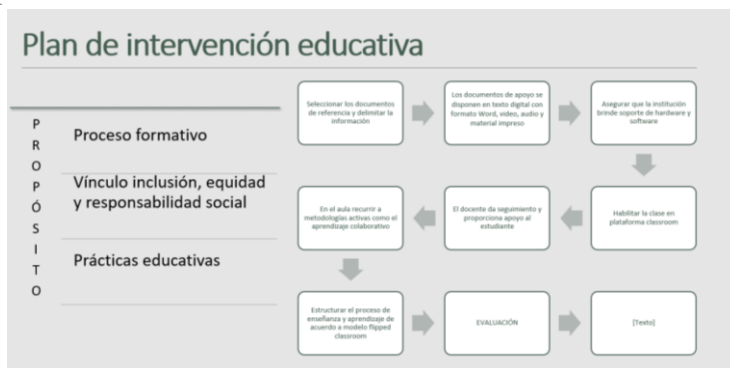 Plan de intervención educativa
P
R
O
P
Ó
S
I
T
O
Proceso formativo
Vínculo inclusión, equidad
y responsabilidad social
Prácticas educativas
Seleccionar los documentos
de referencia y delimitar la
información
Los documentos de apoyo se
disponen en texto digital con
formato Word, video, audio y
material impreso
Asegurar que la institución
brinde soporte de hardware y
software
Habilitar la clase en
plataforma classroom
El docente da seguimiento y
proporciona apoyo al
estudiante
En el aula recurrir a
metodologías activas como el
aprendizaje colaborativo
Estructurar el proceso de
enseñanza y aprendizaje de
acuerdo a modelo flipped
classroom
EVALUACIÓN
[Texto]